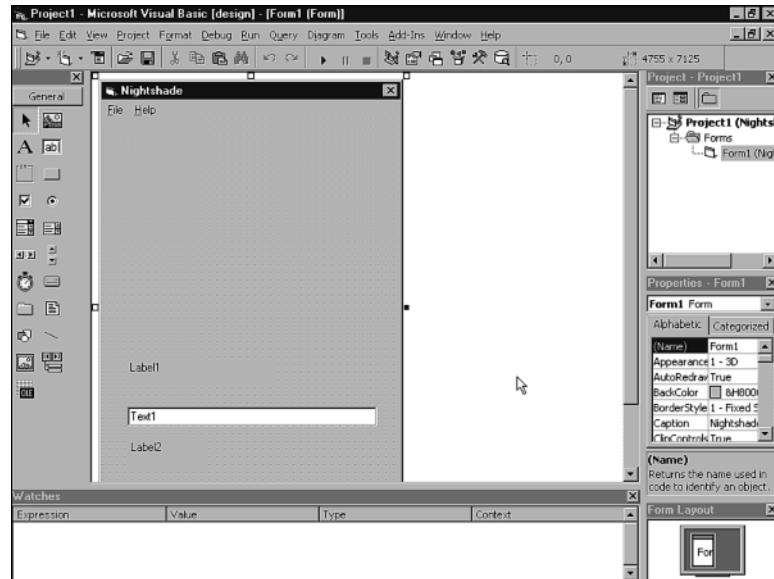 Project1 - Microsoft Visual Basic [design] - [Form1 (Form)]
File Edit View Project Format Debug Run Query Diagram Tools Add-Ins Window Help
0,0
4755 x 7125
General
A
ab
Nightshade
File Help
Label1
Text1
Label2
Project - Project1
Project1 (Nights
Forms
Form1 (Nig
Properties - Form1
Form1 Form
Alphabetic Categorized
(Name) Form1
Appearance 1 - 3D
AutoRedraw True
BackColor &H800
BorderStyle 1 - Fixed S
Caption Nightshad
ClipControls True
(Name)
Returns the name used in
code to identify an object.
Watches
Expression Value Type Context
Form Layout
For